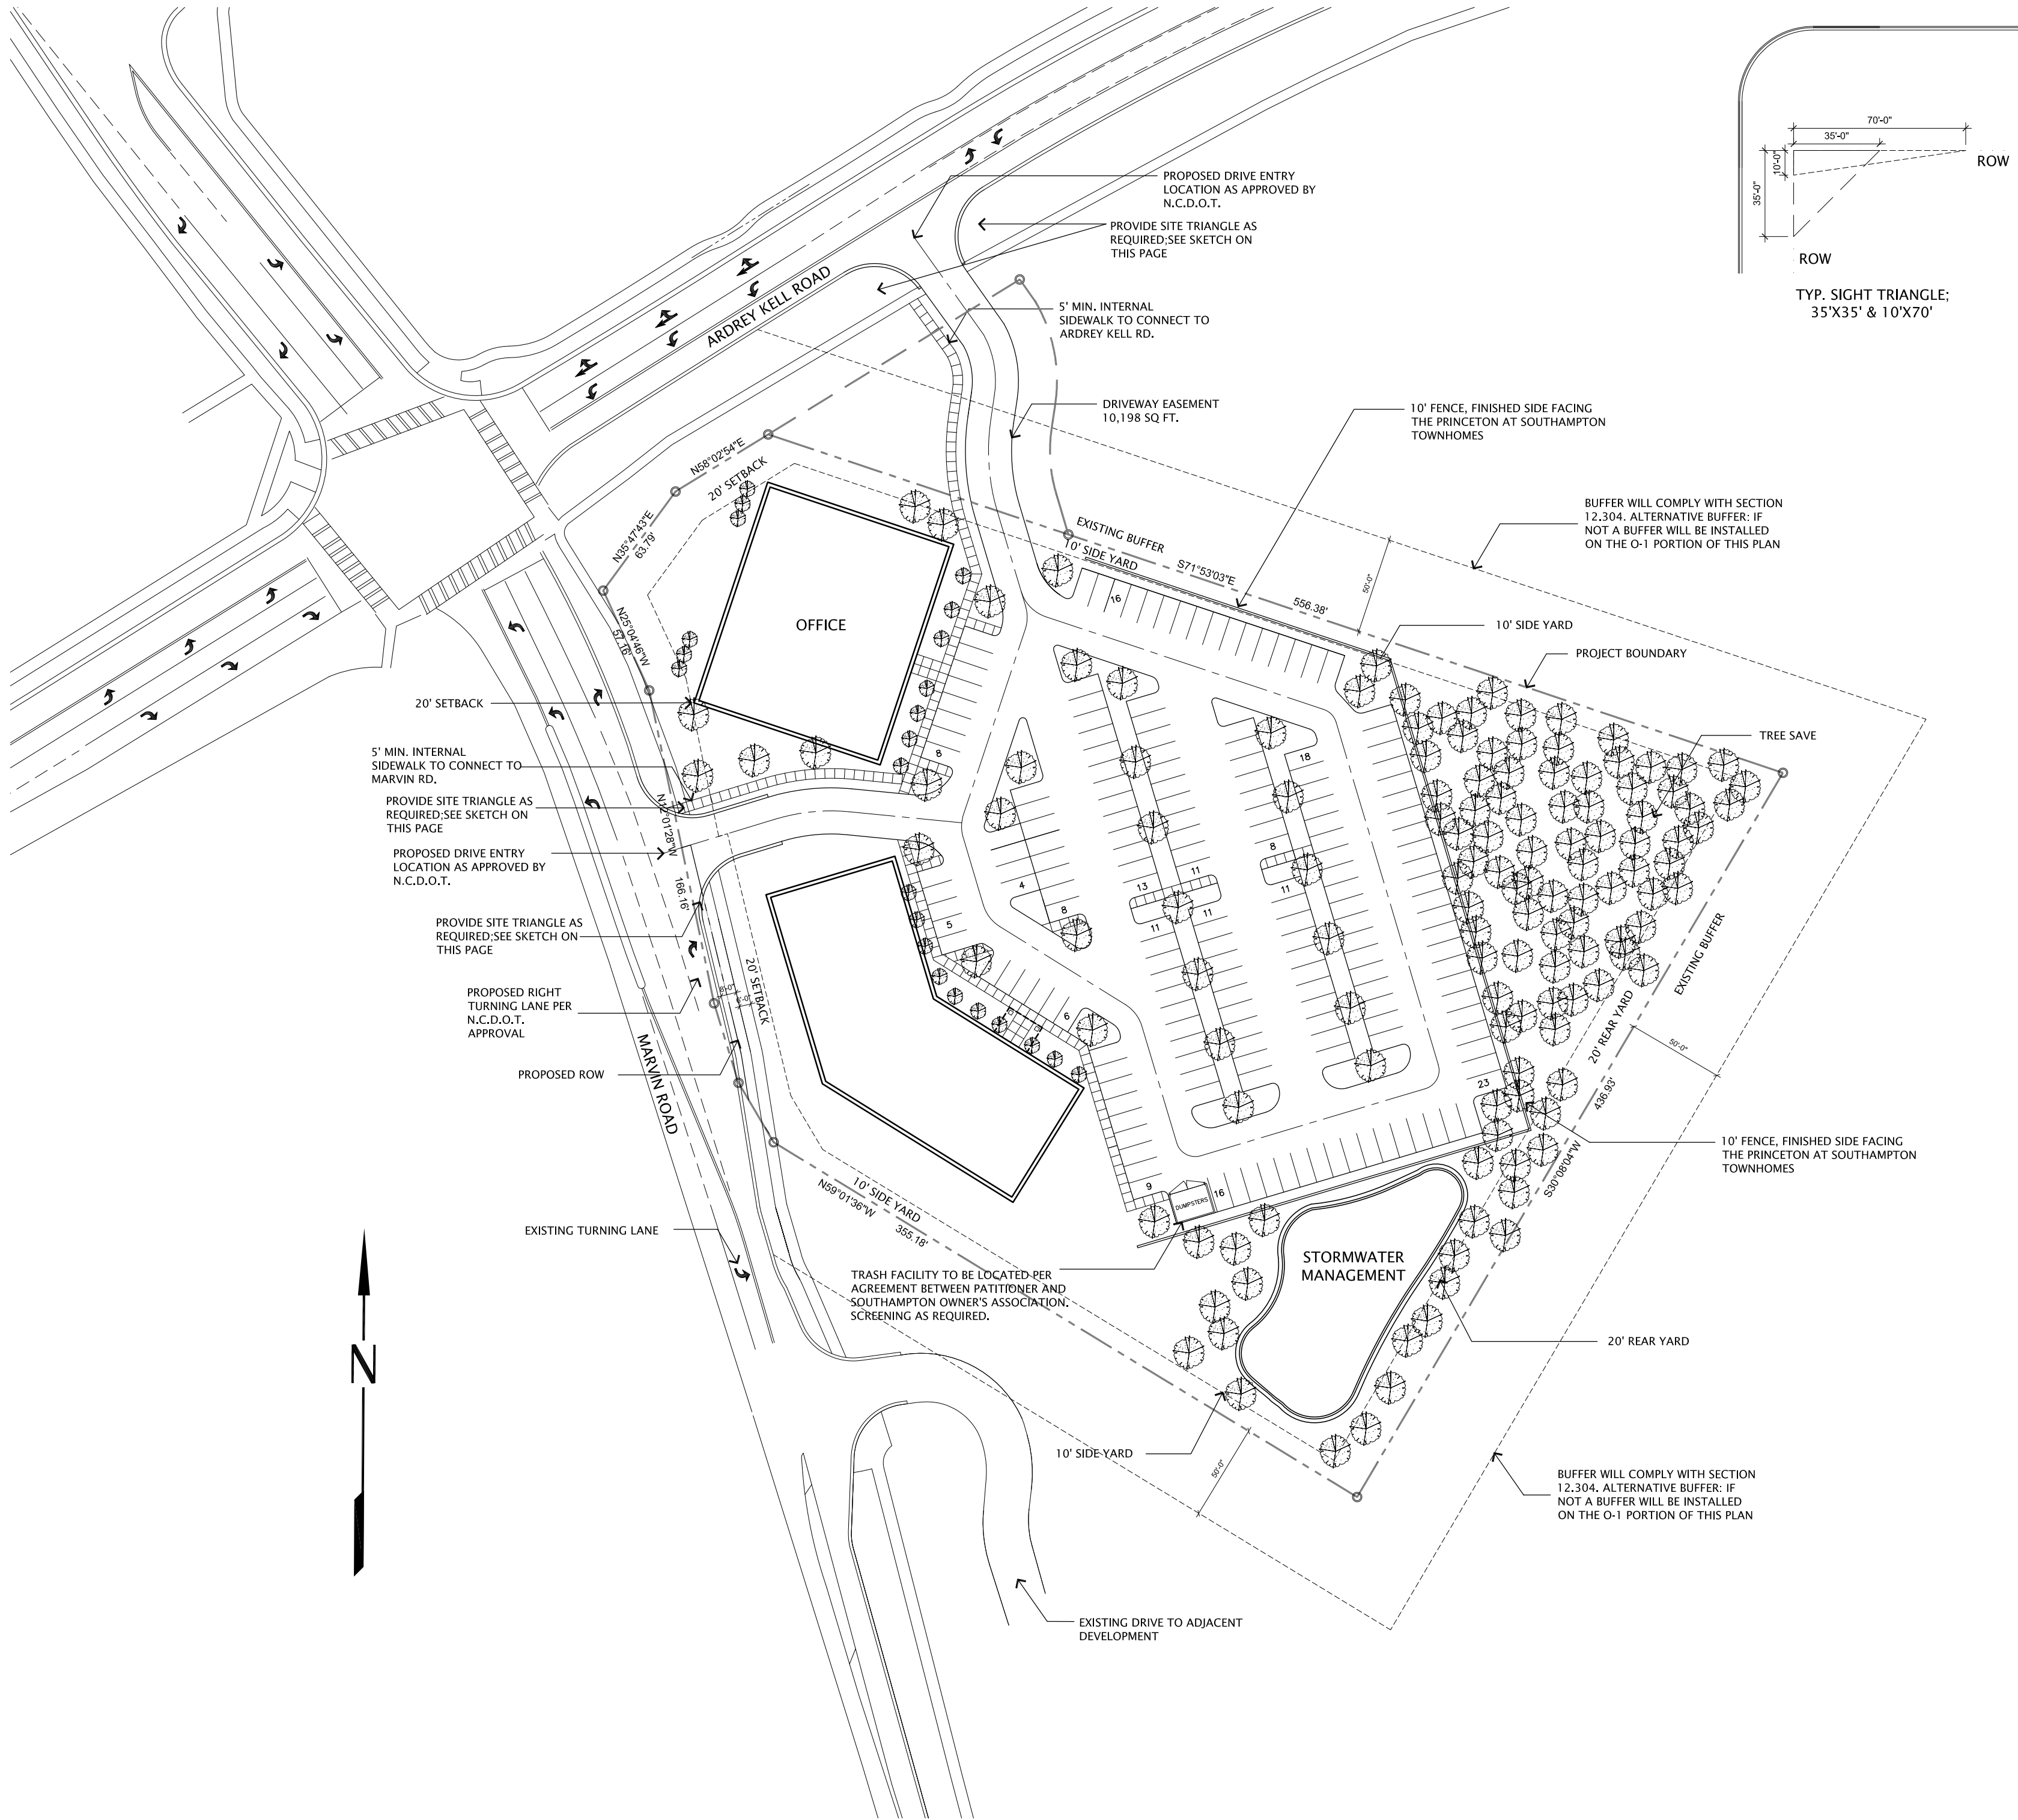 70'-0"
35'-0"
10'-0"
35'-0"
ROW
ROW
TYP. SIGHT TRIANGLE;
35'X35' & 10'X70'
PROPOSED DRIVE ENTRY
LOCATION AS APPROVED BY
N.C.D.O.T.
PROVIDE SITE TRIANGLE AS
REQUIRED;SEE SKETCH ON
THIS PAGE
ARDREY KELL ROAD
5' MIN. INTERNAL
SIDEWALK TO CONNECT TO
ARDREY KELL RD.
DRIVEWAY EASEMENT
10,198 SQ FT.
10' FENCE, FINISHED SIDE FACING
THE PRINCETON AT SOUTHAMPTON
TOWNHOMES
BUFFER WILL COMPLY WITH SECTION
12.304. ALTERNATIVE BUFFER: IF
NOT A BUFFER WILL BE INSTALLED
ON THE O-1 PORTION OF THIS PLAN
N58°02'54"E
20' SETBACK
N35°47'43"E
63.79'
N25°04'46"W
57.16'
EXISTING BUFFER
10' SIDE YARD
S71°53'03"E
556.38'
50'-0"
16
OFFICE
10' SIDE YARD
PROJECT BOUNDARY
TREE SAVE
20' SETBACK
5' MIN. INTERNAL
SIDEWALK TO CONNECT TO
MARVIN RD.
PROVIDE SITE TRIANGLE AS
REQUIRED;SEE SKETCH ON
THIS PAGE
PROPOSED DRIVE ENTRY
LOCATION AS APPROVED BY
N.C.D.O.T.
N12°01'28"W
166.16'
8
18
8
11
13
11
11
11
4
8
5
6
PROVIDE SITE TRIANGLE AS
REQUIRED;SEE SKETCH ON
THIS PAGE
PROPOSED RIGHT
TURNING LANE PER
N.C.D.O.T.
APPROVAL
8'-0"
6'-0"
20' SETBACK
PROPOSED ROW
MARVIN ROAD
EXISTING BUFFER
20' REAR YARD
50'-0"
436.93'
S30°08'04"W
23
10' FENCE, FINISHED SIDE FACING
THE PRINCETON AT SOUTHAMPTON
TOWNHOMES
9
DUMPSTERS
16
10' SIDE YARD
N59°01'36"W
355.18'
EXISTING TURNING LANE
STORMWATER
MANAGEMENT
TRASH FACILITY TO BE LOCATED PER
AGREEMENT BETWEEN PATITIONER AND
SOUTHAMPTON OWNER'S ASSOCIATION.
SCREENING AS REQUIRED.
20' REAR YARD
N
10' SIDE YARD
50'-0"
BUFFER WILL COMPLY WITH SECTION
12.304. ALTERNATIVE BUFFER: IF
NOT A BUFFER WILL BE INSTALLED
ON THE O-1 PORTION OF THIS PLAN
EXISTING DRIVE TO ADJACENT
DEVELOPMENT